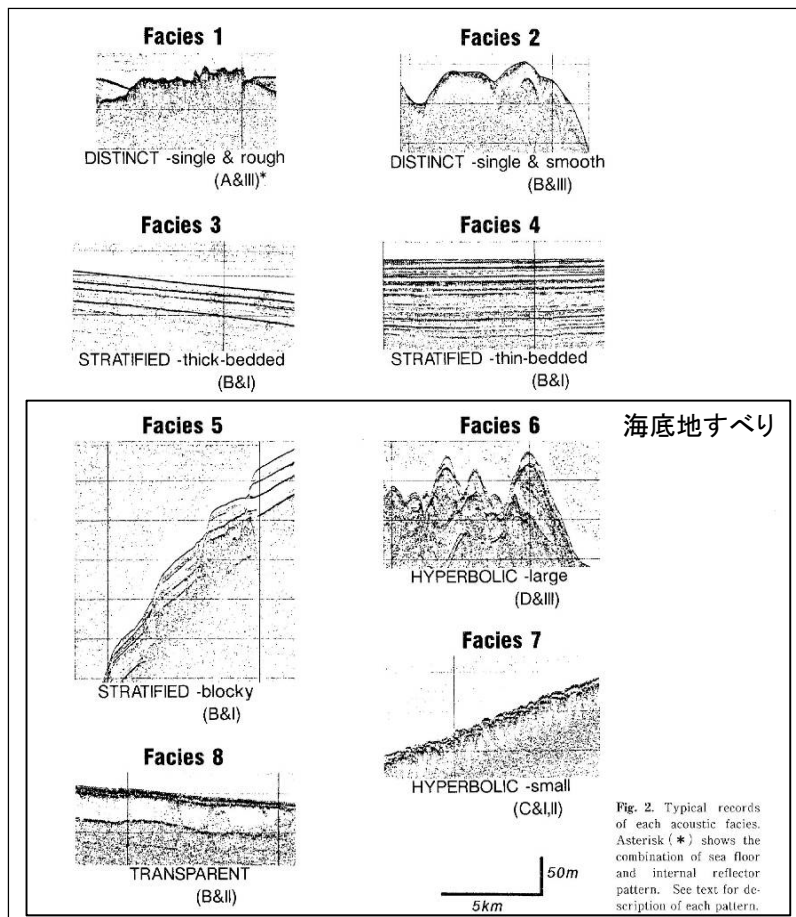 Facies 1
DISTINCT -single & rough
(A&III)*
Facies 2
DISTINCT -single & smooth
(B&III)
Facies 3
STRATIFIED -thick-bedded
(B&I)
Facies 4
STRATIFIED -thin-bedded
(B&I)
海底地すべり
Facies 5
STRATIFIED -blocky
(B&I)
Facies 6
HYPERBOLIC -large
(D&III)
Facies 7
HYPERBOLIC -small
(C&I,II)
Facies 8
TRANSPARENT
(B&II)
50m
5km
Fig. 2. Typical records
of each acoustic facies.
Asterisk (*) shows the
combination of sea floor
and internal reflector
pattern. See text for de-
scription of each pattern.